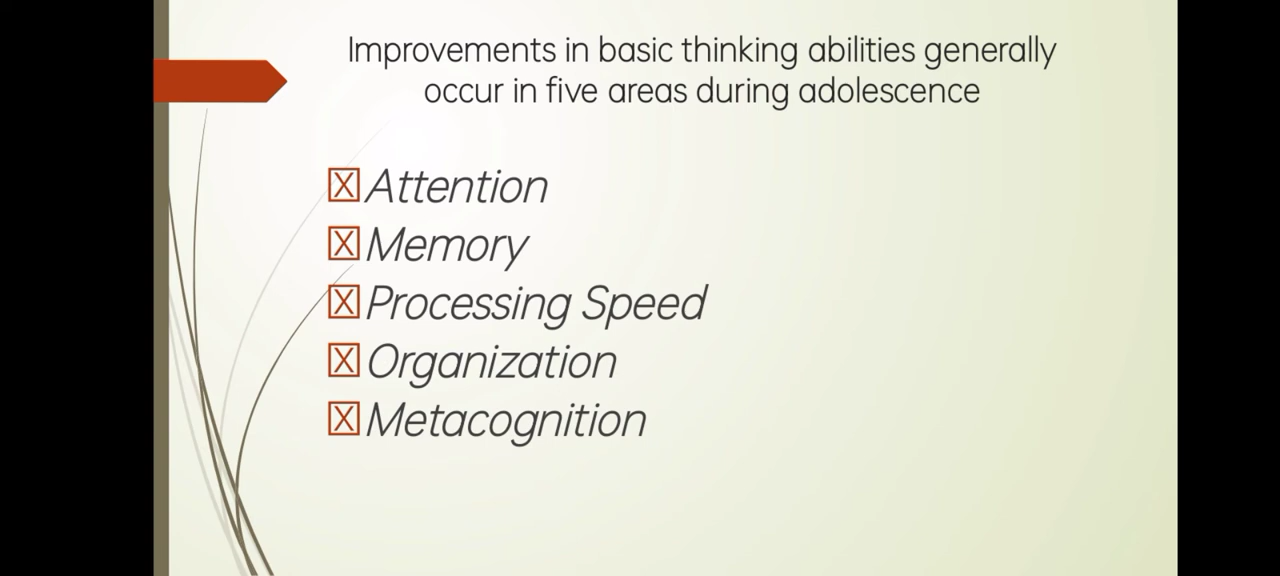 Improvements in basic thinking abilities generally
occur in five areas during adolescence
☒Attention
☒Memory
☒Processing Speed
☒Organization
☒Metacognition